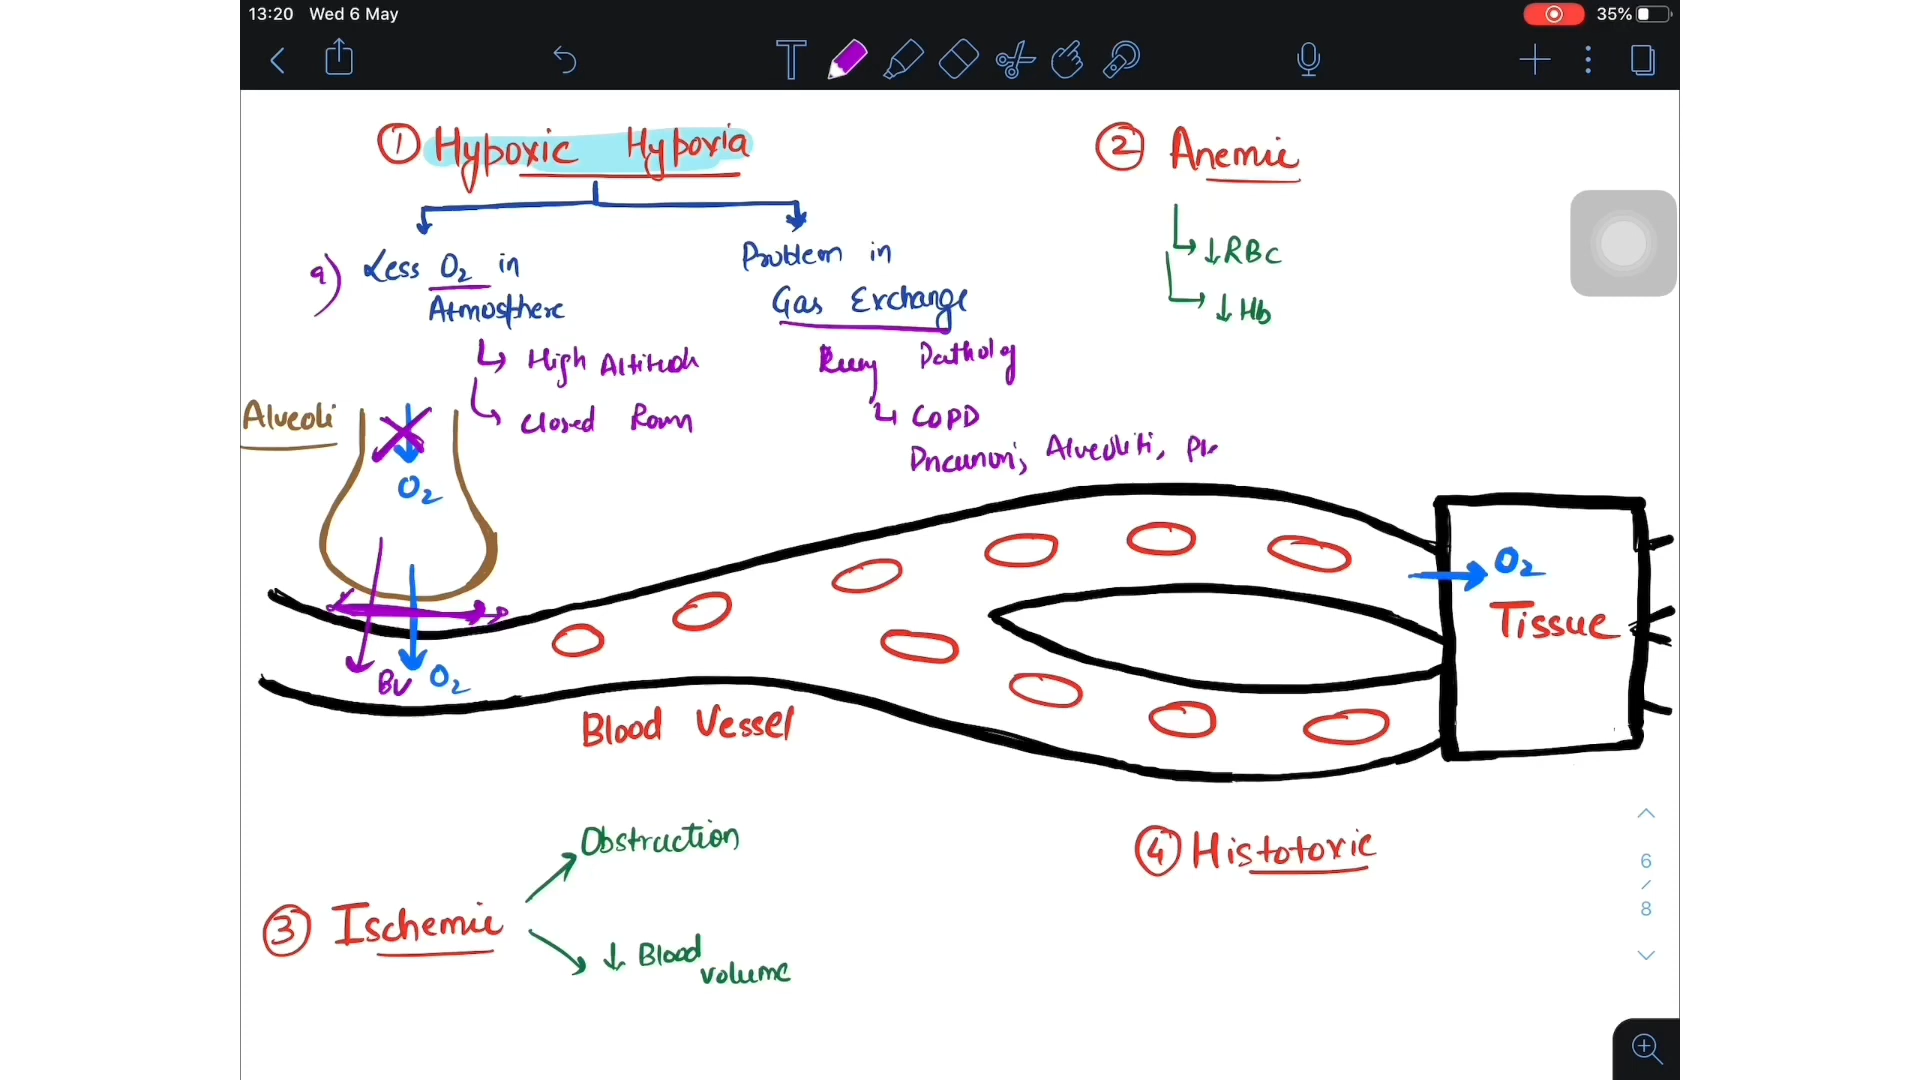 13:20 Wed 6 May
35%
① Hypoxic Hypoxia
Less O₂ in
Atmosphere
High Altitude
Closed Room
Problem in
Gas Exchange
Pathology
COPD
② Anemic
↓RBC
↓Hb
Alveoli
O₂
BV O₂
Blood Vessel
O₂
Tissue
③ Ischemic
Obstruction
↓ Blood
volume
④ Histotoxic
6
/
8